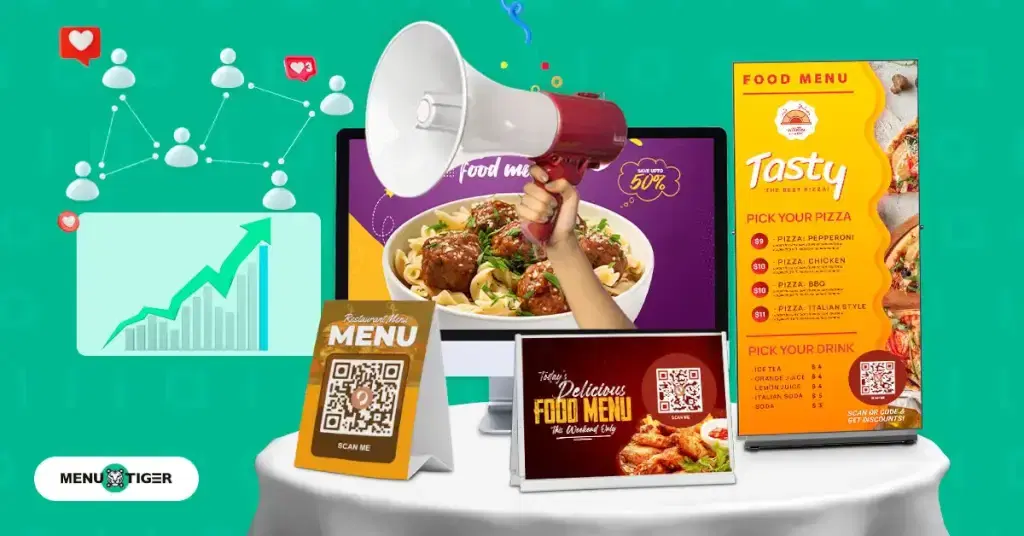 3
food me
SAVE UPTO
50%
FOOD MENU
Tasty
THE BEST PIZZA!
PICK YOUR PIZZA
$9
- PIZZA: PEPPERONI
$10
- PIZZA: CHICKEN
$10
- PIZZA: BBQ
$11
- PIZZA: ITALIAN STYLE
PICK YOUR DRINK
- ICE TEA $ 4
- ORANGE JUICE $ 4
- LEMON JUICE $ 4
- ITALIAN SODA $ 5
- SODA
SCAN QR CODE &
GET DISCOUNTS!
Restaurant Menu
MENU
SCAN ME
Today's
Delicious
FOOD MENU
This Weekend Only
SCAN ME
MENU TIGER